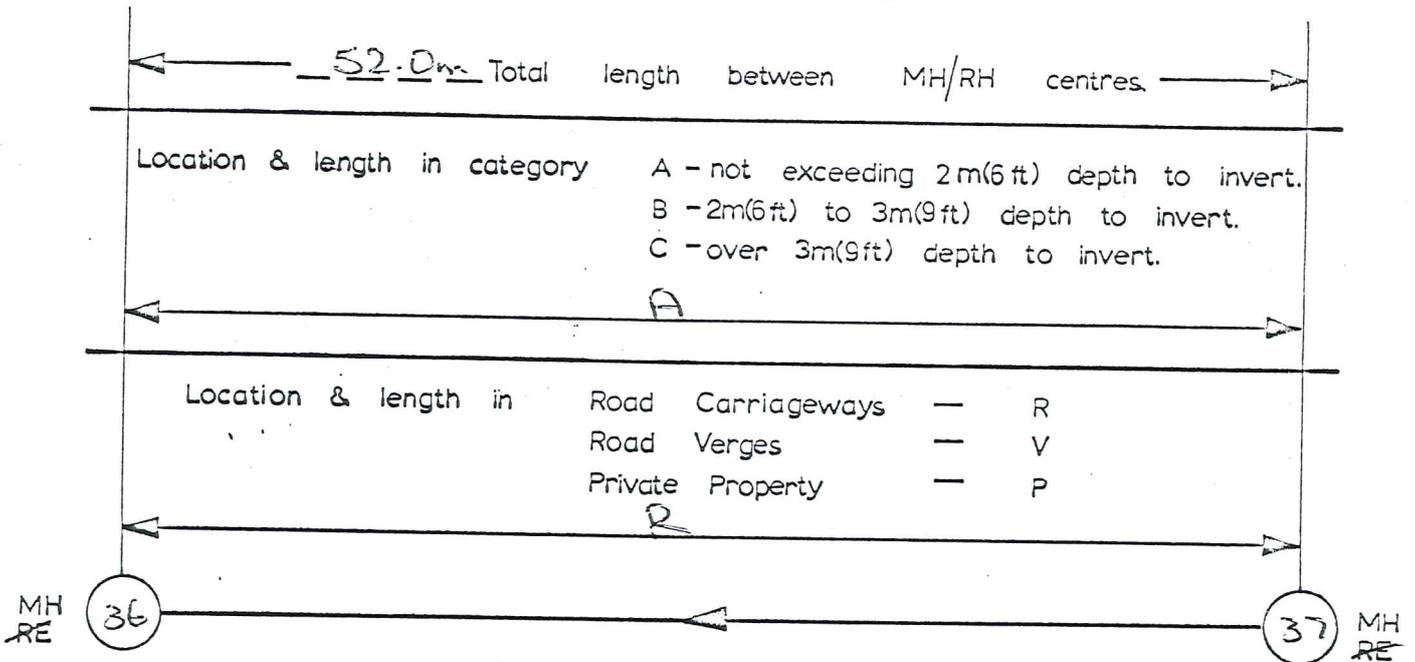 52.0m Total length between MH/RH centres.
Location & length in category A - not exceeding 2m(6ft) depth to invert.
B - 2m(6ft) to 3m(9ft) depth to invert.
C - over 3m(9ft) depth to invert.
A
Location & length in Road Carriageways — R
Road Verges — V
Private Property — P
R
MH 36 37 MH
RE RE